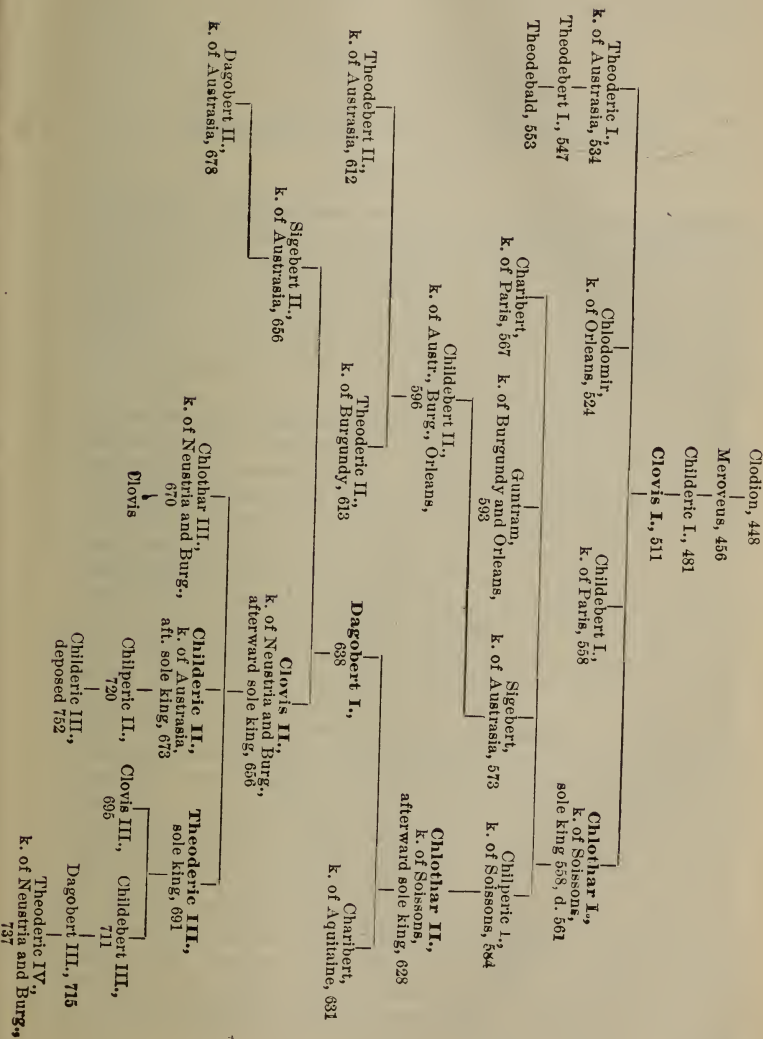 Clodion, 448
Meroveus, 456
Childeric I., 481
Clovis I., 511
Theoderic I.,
k. of Austrasia, 534
Theodebert I., 547
Theodebald, 553
Chlodomir,
k. of Orleans, 524
Childebert I.,
k. of Paris, 558
Chlothar I.,
k. of Soissons,
sole king 558, d. 561
Charibert,
k. of Paris, 567
Guntram,
k. of Burgundy and Orleans,
593
Sigebert,
k. of Austrasia, 573
Chilperic I.,
k. of Soissons, 584
Childebert II.,
k. of Austr., Burg., Orleans,
596
Chlothar II.,
k. of Soissons,
afterward sole king, 628
Theodebert II.,
k. of Austrasia, 612
Theoderic II.,
k. of Burgundy, 613
Dagobert I.,
638
Charibert,
k. of Aquitaine, 631
Sigebert II.,
k. of Austrasia, 656
Clovis II.,
k. of Neustria and Burg.,
afterward sole king, 656
Dagobert II.,
k. of Austrasia, 678
Chlothar III.,
k. of Neustria and Burg.,
670
Clovis
Childeric II.,
k. of Austrasia,
aft. sole king, 673
Chilperic II.,
720
Childeric III.,
deposed 752
Theoderic III.,
sole king, 691
Clovis III.,
695
Childebert III.,
711
Dagobert III., 715
Theoderic IV.,
k. of Neustria and Burg.,
737